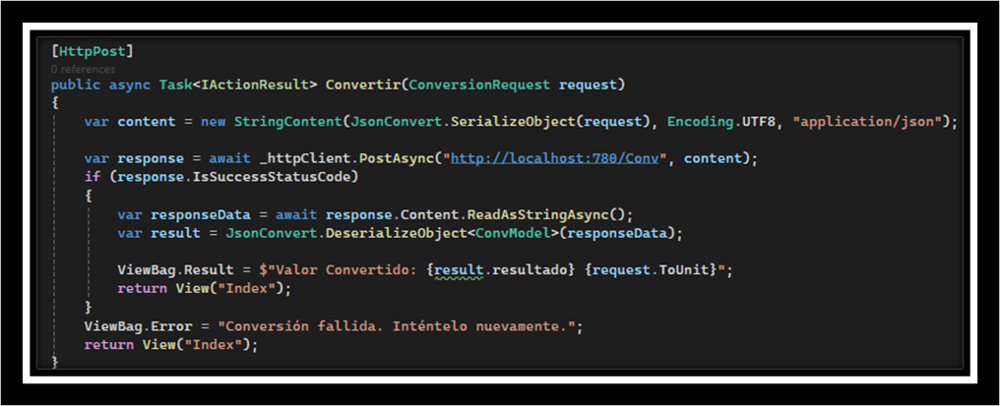 [HttpPost]
0 references
public async Task<IActionResult> Convertir(ConversionRequest request)
{
var content = new StringContent(JsonConvert.SerializeObject(request), Encoding.UTF8, "application/json");
var response = await _httpClient.PostAsync("http://localhost:780/Conv", content);
if (response.IsSuccessStatusCode)
{
var responseData = await response.Content.ReadAsStringAsync();
var result = JsonConvert.DeserializeObject<ConvModel>(responseData);
ViewBag.Result = $"Valor Convertido: {result.resultado} {request.ToUnit}";
return View("Index");
}
ViewBag.Error = "Conversión fallida. Inténtelo nuevamente.";
return View("Index");
}